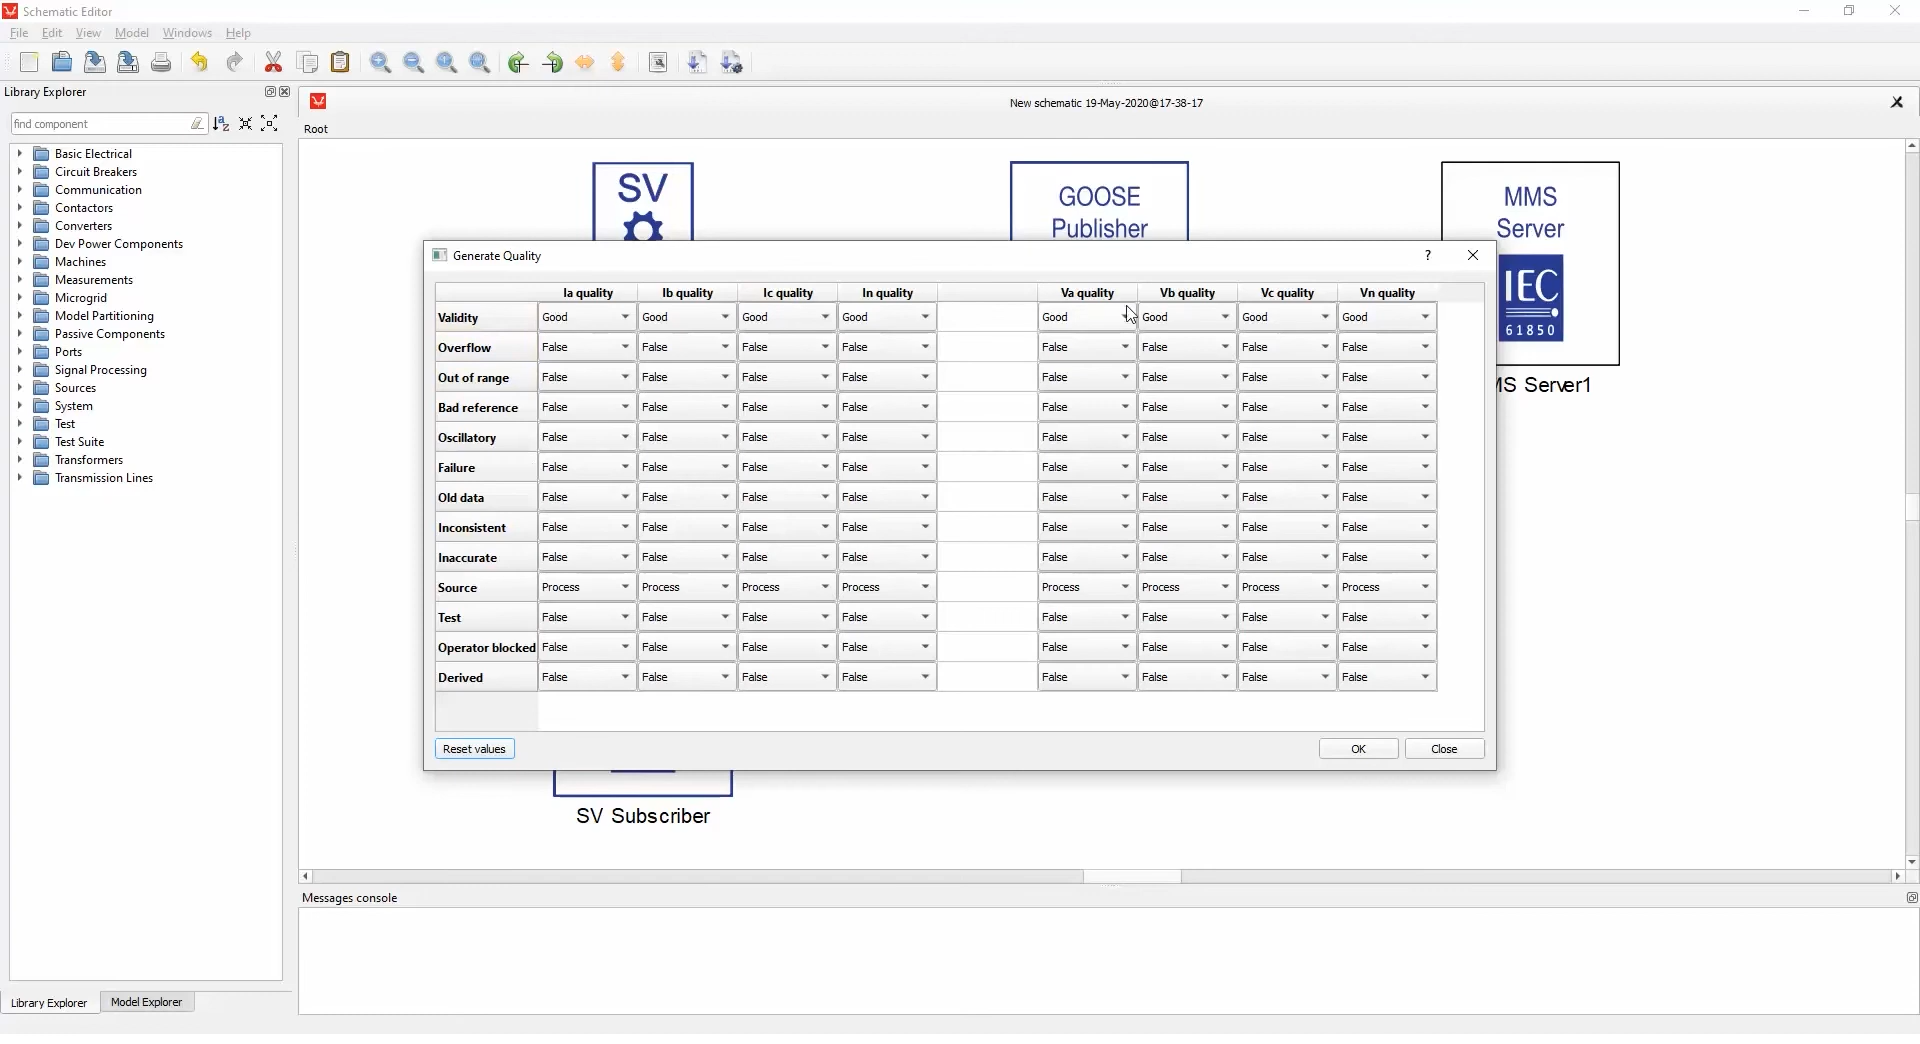 Schematic Editor
File Edit View Model Windows Help
Library Explorer
find component
New schematic 19-May-2020@17-38-17
Root
Basic Electrical
Circuit Breakers
Communication
Contactors
Converters
Dev Power Components
Machines
Measurements
Microgrid
Model Partitioning
Passive Components
Ports
Signal Processing
Sources
System
Test
Test Suite
Transformers
Transmission Lines
SV
GOOSE
Publisher
MMS
Server
IEC
61850
MS Server1
Generate Quality ?
Ia quality Ib quality Ic quality In quality Va quality Vb quality Vc quality Vn quality
Validity Good Good Good Good Good Good Good Good
Overflow False False False False False False False False
Out of range False False False False False False False False
Bad reference False False False False False False False False
Oscillatory False False False False False False False False
Failure False False False False False False False False
Old data False False False False False False False False
Inconsistent False False False False False False False False
Inaccurate False False False False False False False False
Source Process Process Process Process Process Process Process Process
Test False False False False False False False False
Operator blocked False False False False False False False False
Derived False False False False False False False False
Reset values OK Close
SV Subscriber
Messages console
Library Explorer Model Explorer